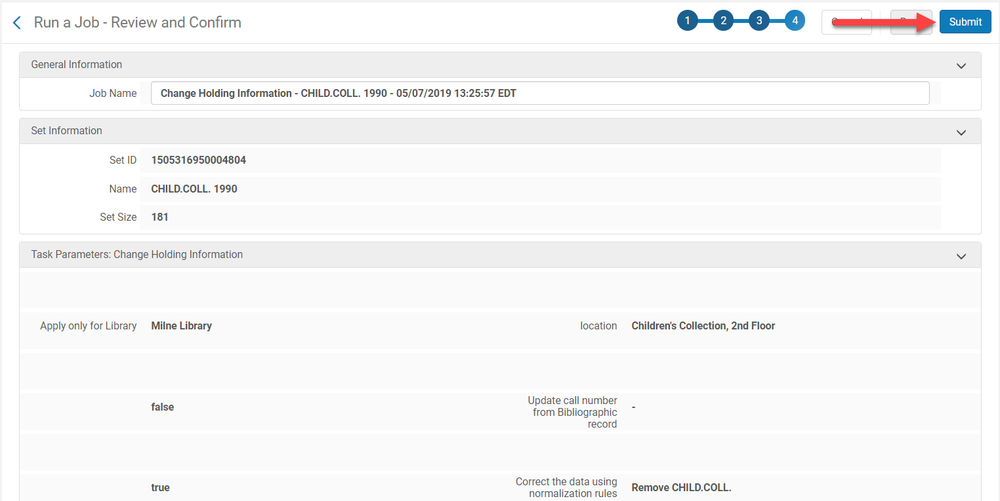 Run a Job - Review and Confirm
1 2 3 4
Submit
General Information
Job Name Change Holding Information - CHILD.COLL. 1990 - 05/07/2019 13:25:57 EDT
Set Information
Set ID 1505316950004804
Name CHILD.COLL. 1990
Set Size 181
Task Parameters: Change Holding Information
Apply only for Library Milne Library location Children's Collection, 2nd Floor
false
Update call number
from Bibliographic
record
-
true
Correct the data using
normalization rules
Remove CHILD.COLL.